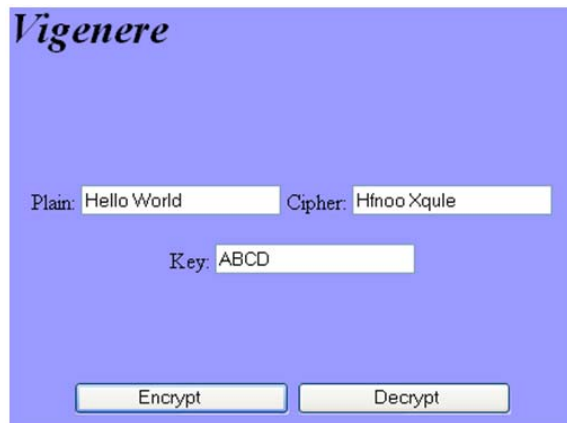 Vigenere
Plain: Hello World Cipher: Hfnoo Xqule
Key: ABCD
Encrypt Decrypt